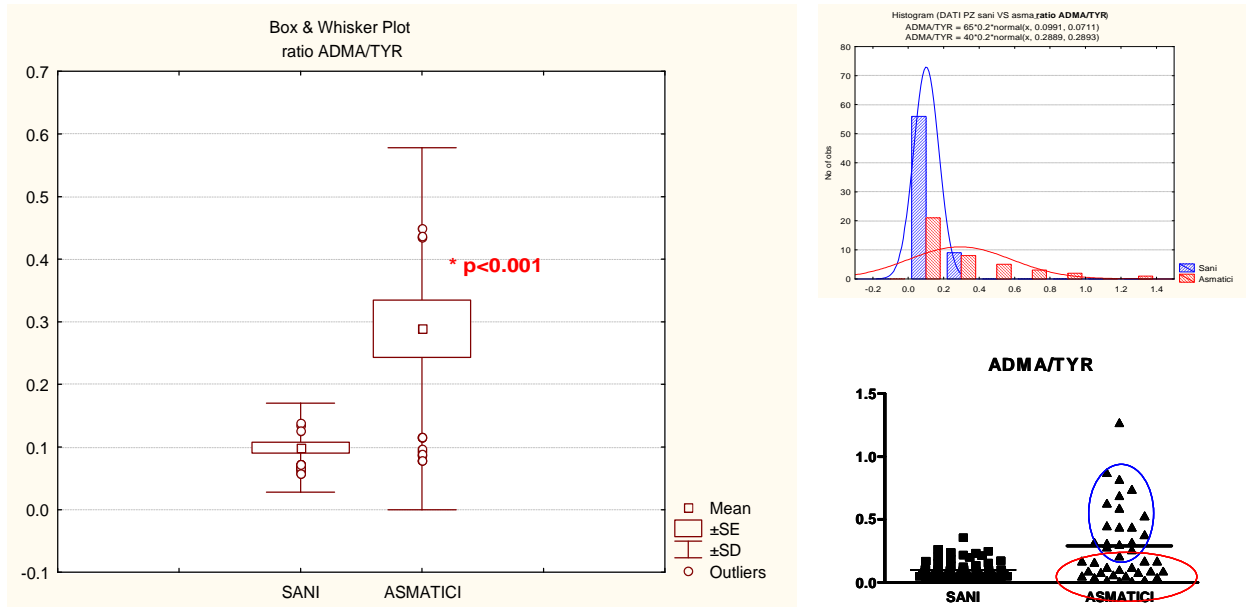 Box & Whisker Plot
ratio ADMA/TYR
0.7
0.6
0.5
0.4
0.3
0.2
0.1
0.0
-0.1
* p<0.001
SANI
ASMATICI
Mean
±SE
±SD
Outliers
Histogram (DATI PZ sani VS asma ratio ADMA/TYR)
ADMA/TYR = 65*0.2*normal(x, 0.0991, 0.0711)
ADMA/TYR = 40*0.2*normal(x, 0.2889, 0.2893)
80
70
60
50
40
30
20
10
0
No of obs
-0.2 0.0 0.2 0.4 0.6 0.8 1.0 1.2 1.4
Sani
Asmatici
ADMA/TYR
1.5
1.0
0.5
0.0
SANI
ASMATICI